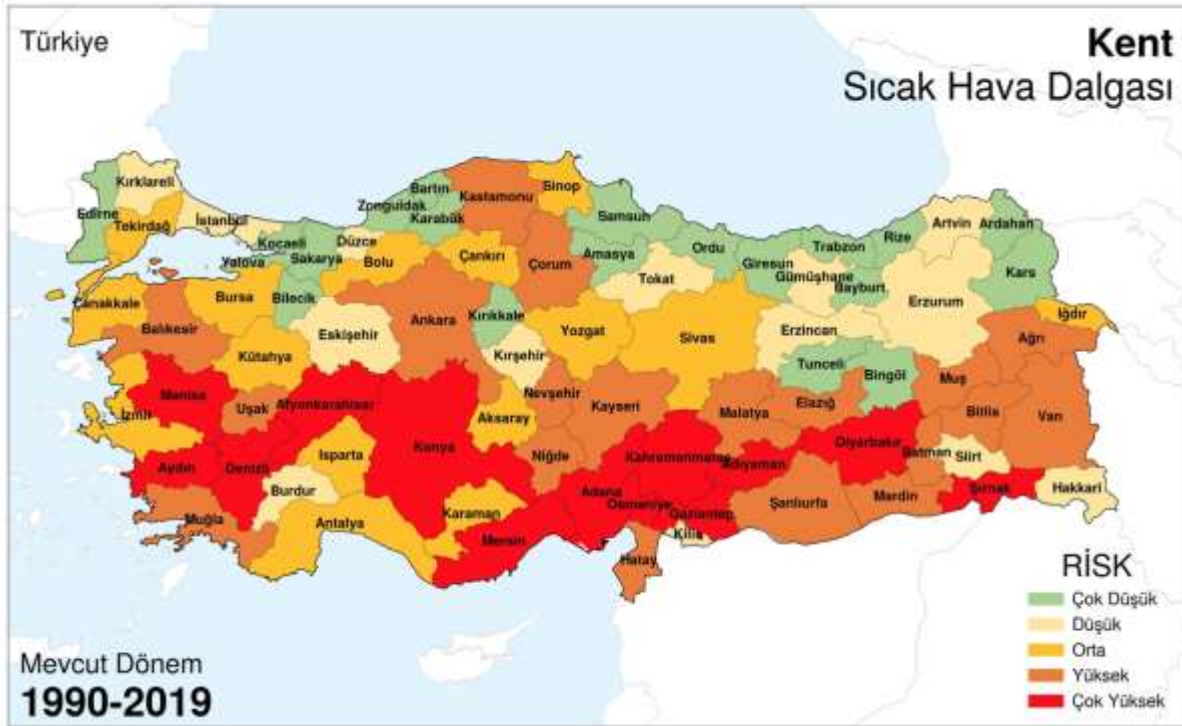 Türkiye
Kent
Sıcak Hava Dalgası
Kırklareli
Edirne
Tekirdağ
İstanbul
Kocaeli
Yalova
Sakarya
Düzce
Bolu
Zonguldak
Bartın
Karabük
Kastamonu
Sinop
Çankırı
Çorum
Samsun
Amasya
Tokat
Ordu
Giresun
Gümüşhane
Trabzon
Bayburt
Rize
Artvin
Ardahan
Kars
Erzurum
Iğdır
Ağrı
Çanakkale
Balıkesir
Bursa
Bilecik
Kütahya
Eskişehir
Ankara
Kırıkkale
Kırşehir
Yozgat
Sivas
Erzincan
Tunceli
Bingöl
Muş
Bitlis
Van
Manisa
İzmir
Uşak
Afyonkarahisar
Konya
Aksaray
Nevşehir
Kayseri
Niğde
Malatya
Elazığ
Diyarbakır
Batman
Siirt
Şırnak
Hakkari
Aydın
Denizli
Isparta
Burdur
Muğla
Antalya
Karaman
Mersin
Adana
Osmaniye
Kahramanmaraş
Adıyaman
Gaziantep
Kilis
Hatay
Şanlıurfa
Mardin
RİSK
Çok Düşük
Düşük
Orta
Yüksek
Çok Yüksek
Mevcut Dönem
1990-2019